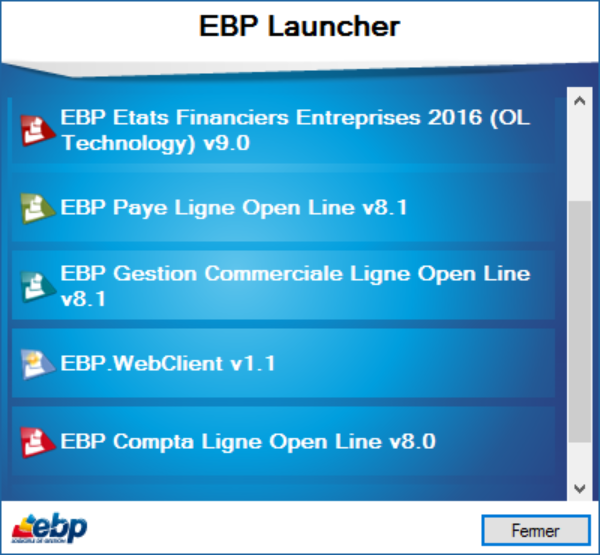 EBP Launcher
EBP Etats Financiers Entreprises 2016 (OL
Technology) v9.0
EBP Paye Ligne Open Line v8.1
EBP Gestion Commerciale Ligne Open Line
v8.1
EBP.WebClient v1.1
EBP Compta Ligne Open Line v8.0
ebp
Fermer